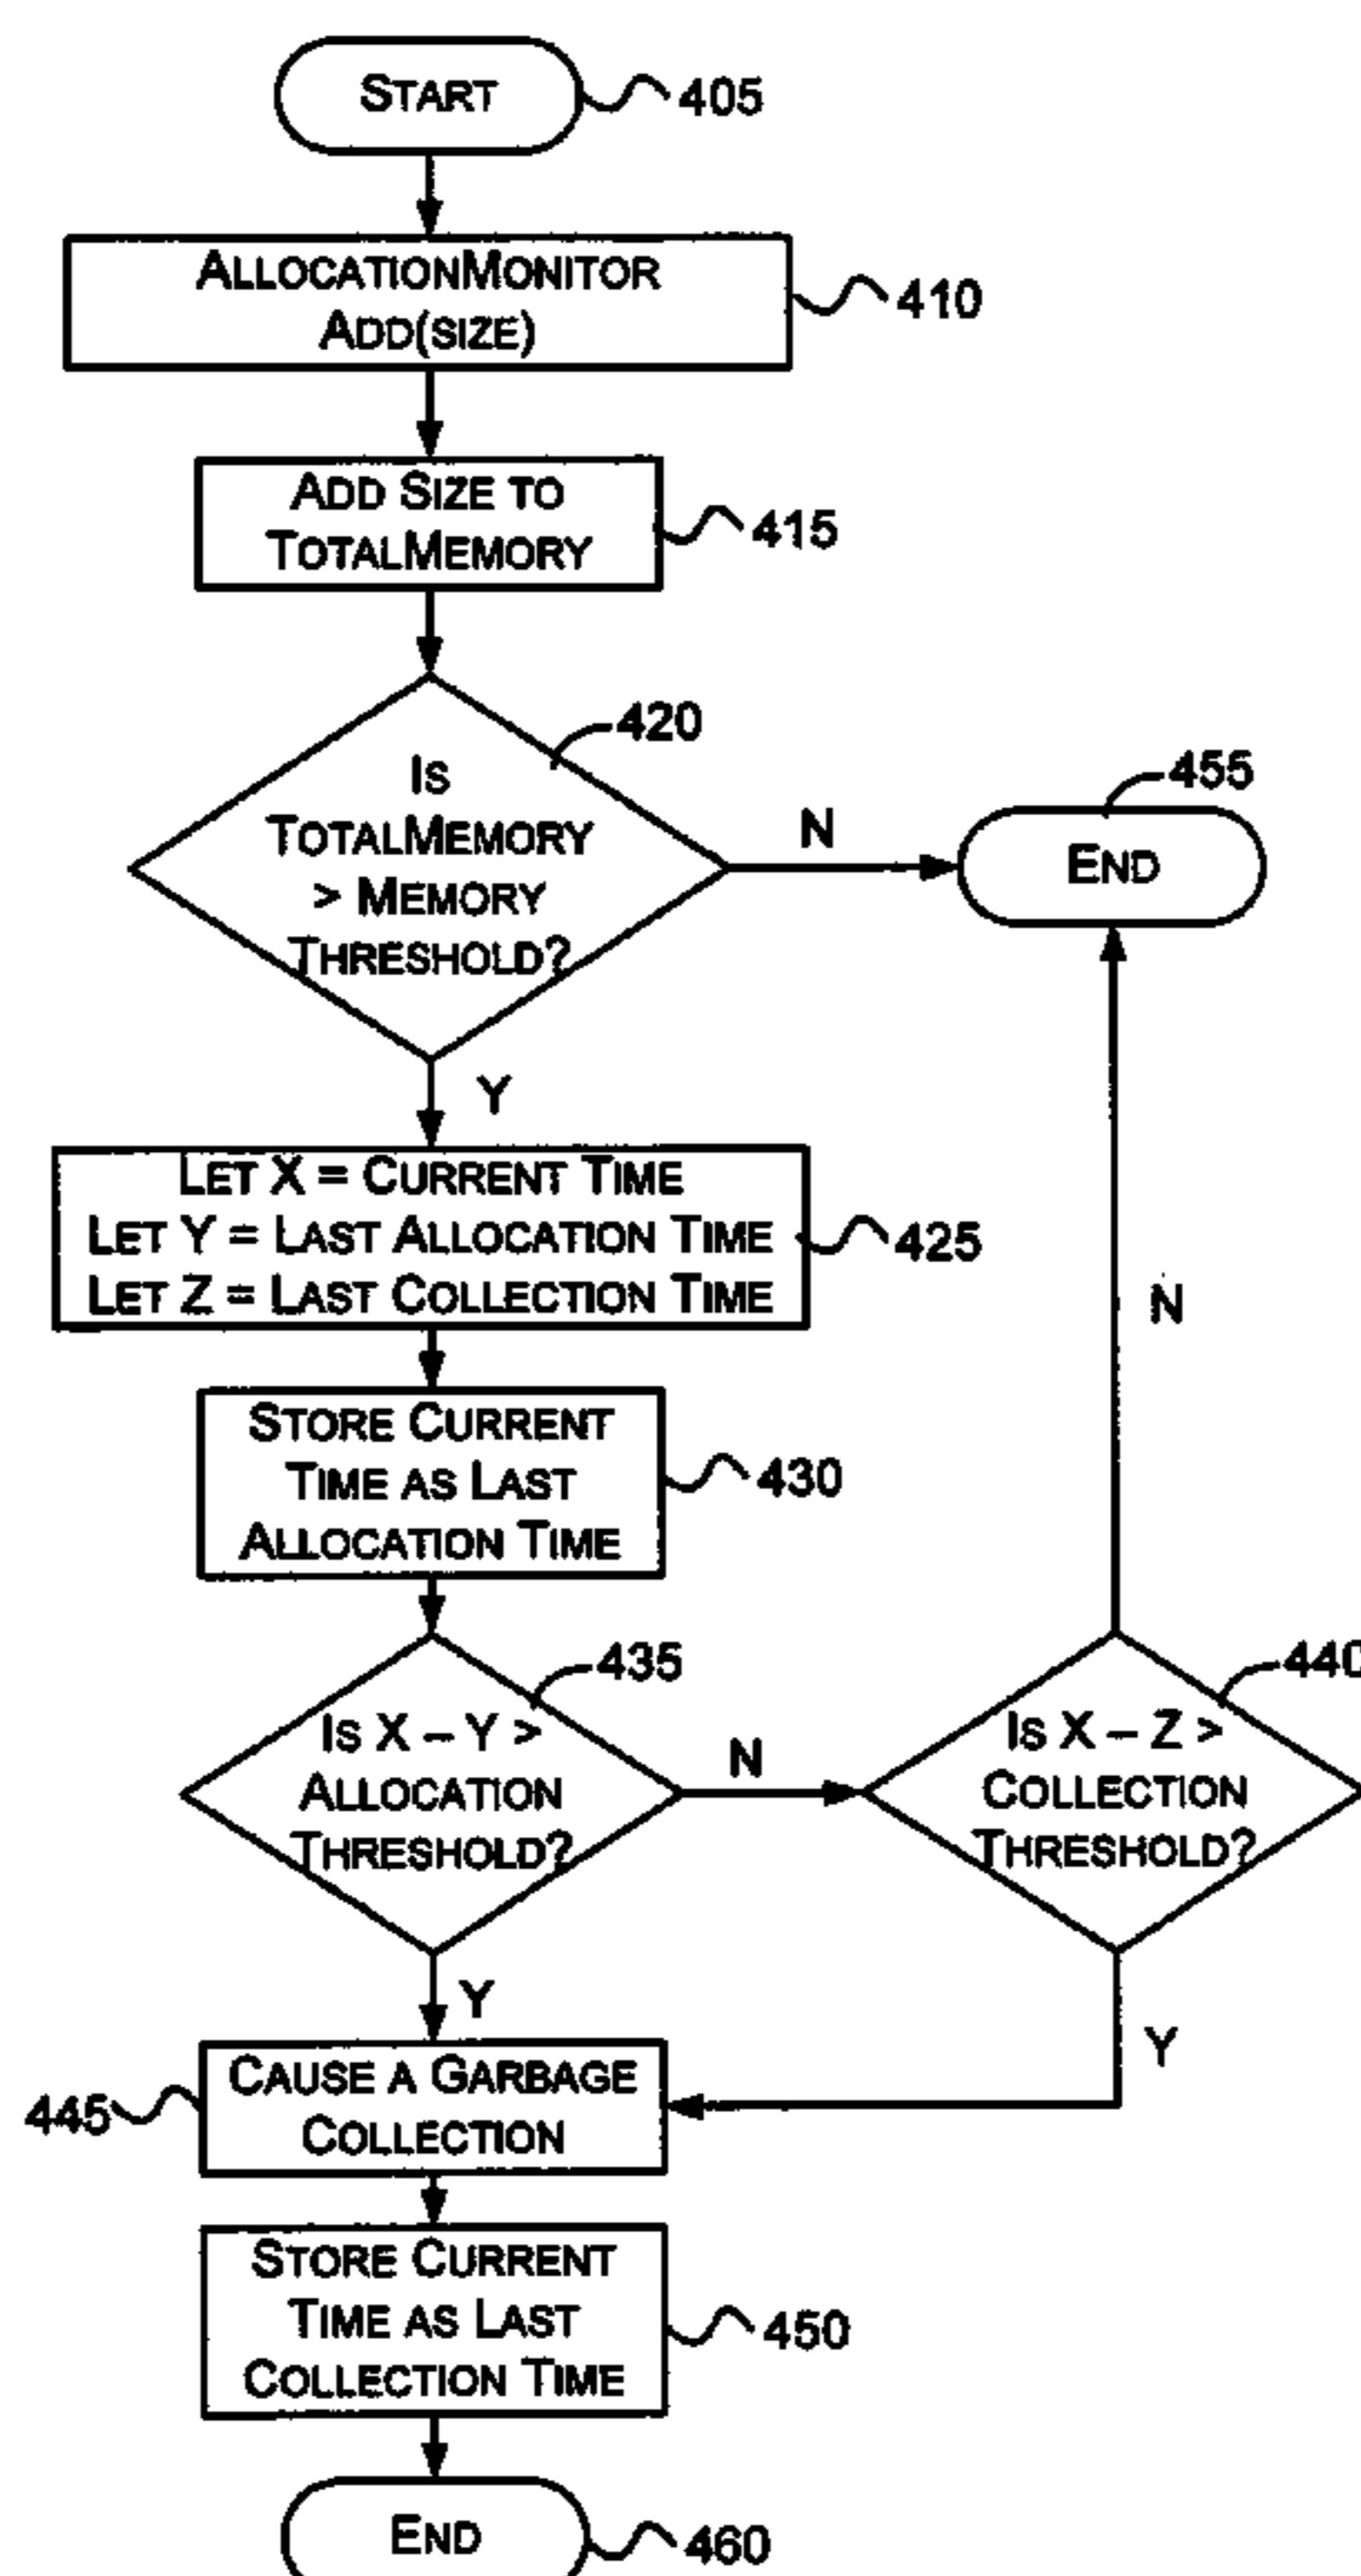 START
405
ALLOCATIONMONITOR
ADD(SIZE)
410
ADD SIZE TO
TOTALMEMORY
415
420
IS
TOTALMEMORY
> MEMORY
THRESHOLD?
N
455
END
Y
LET X = CURRENT TIME
LET Y = LAST ALLOCATION TIME
LET Z = LAST COLLECTION TIME
425
N
STORE CURRENT
TIME AS LAST
ALLOCATION TIME
430
435
IS X – Y >
ALLOCATION
THRESHOLD?
N
440
IS X – Z >
COLLECTION
THRESHOLD?
Y
Y
445
CAUSE A GARBAGE
COLLECTION
STORE CURRENT
TIME AS LAST
COLLECTION TIME
450
END
460